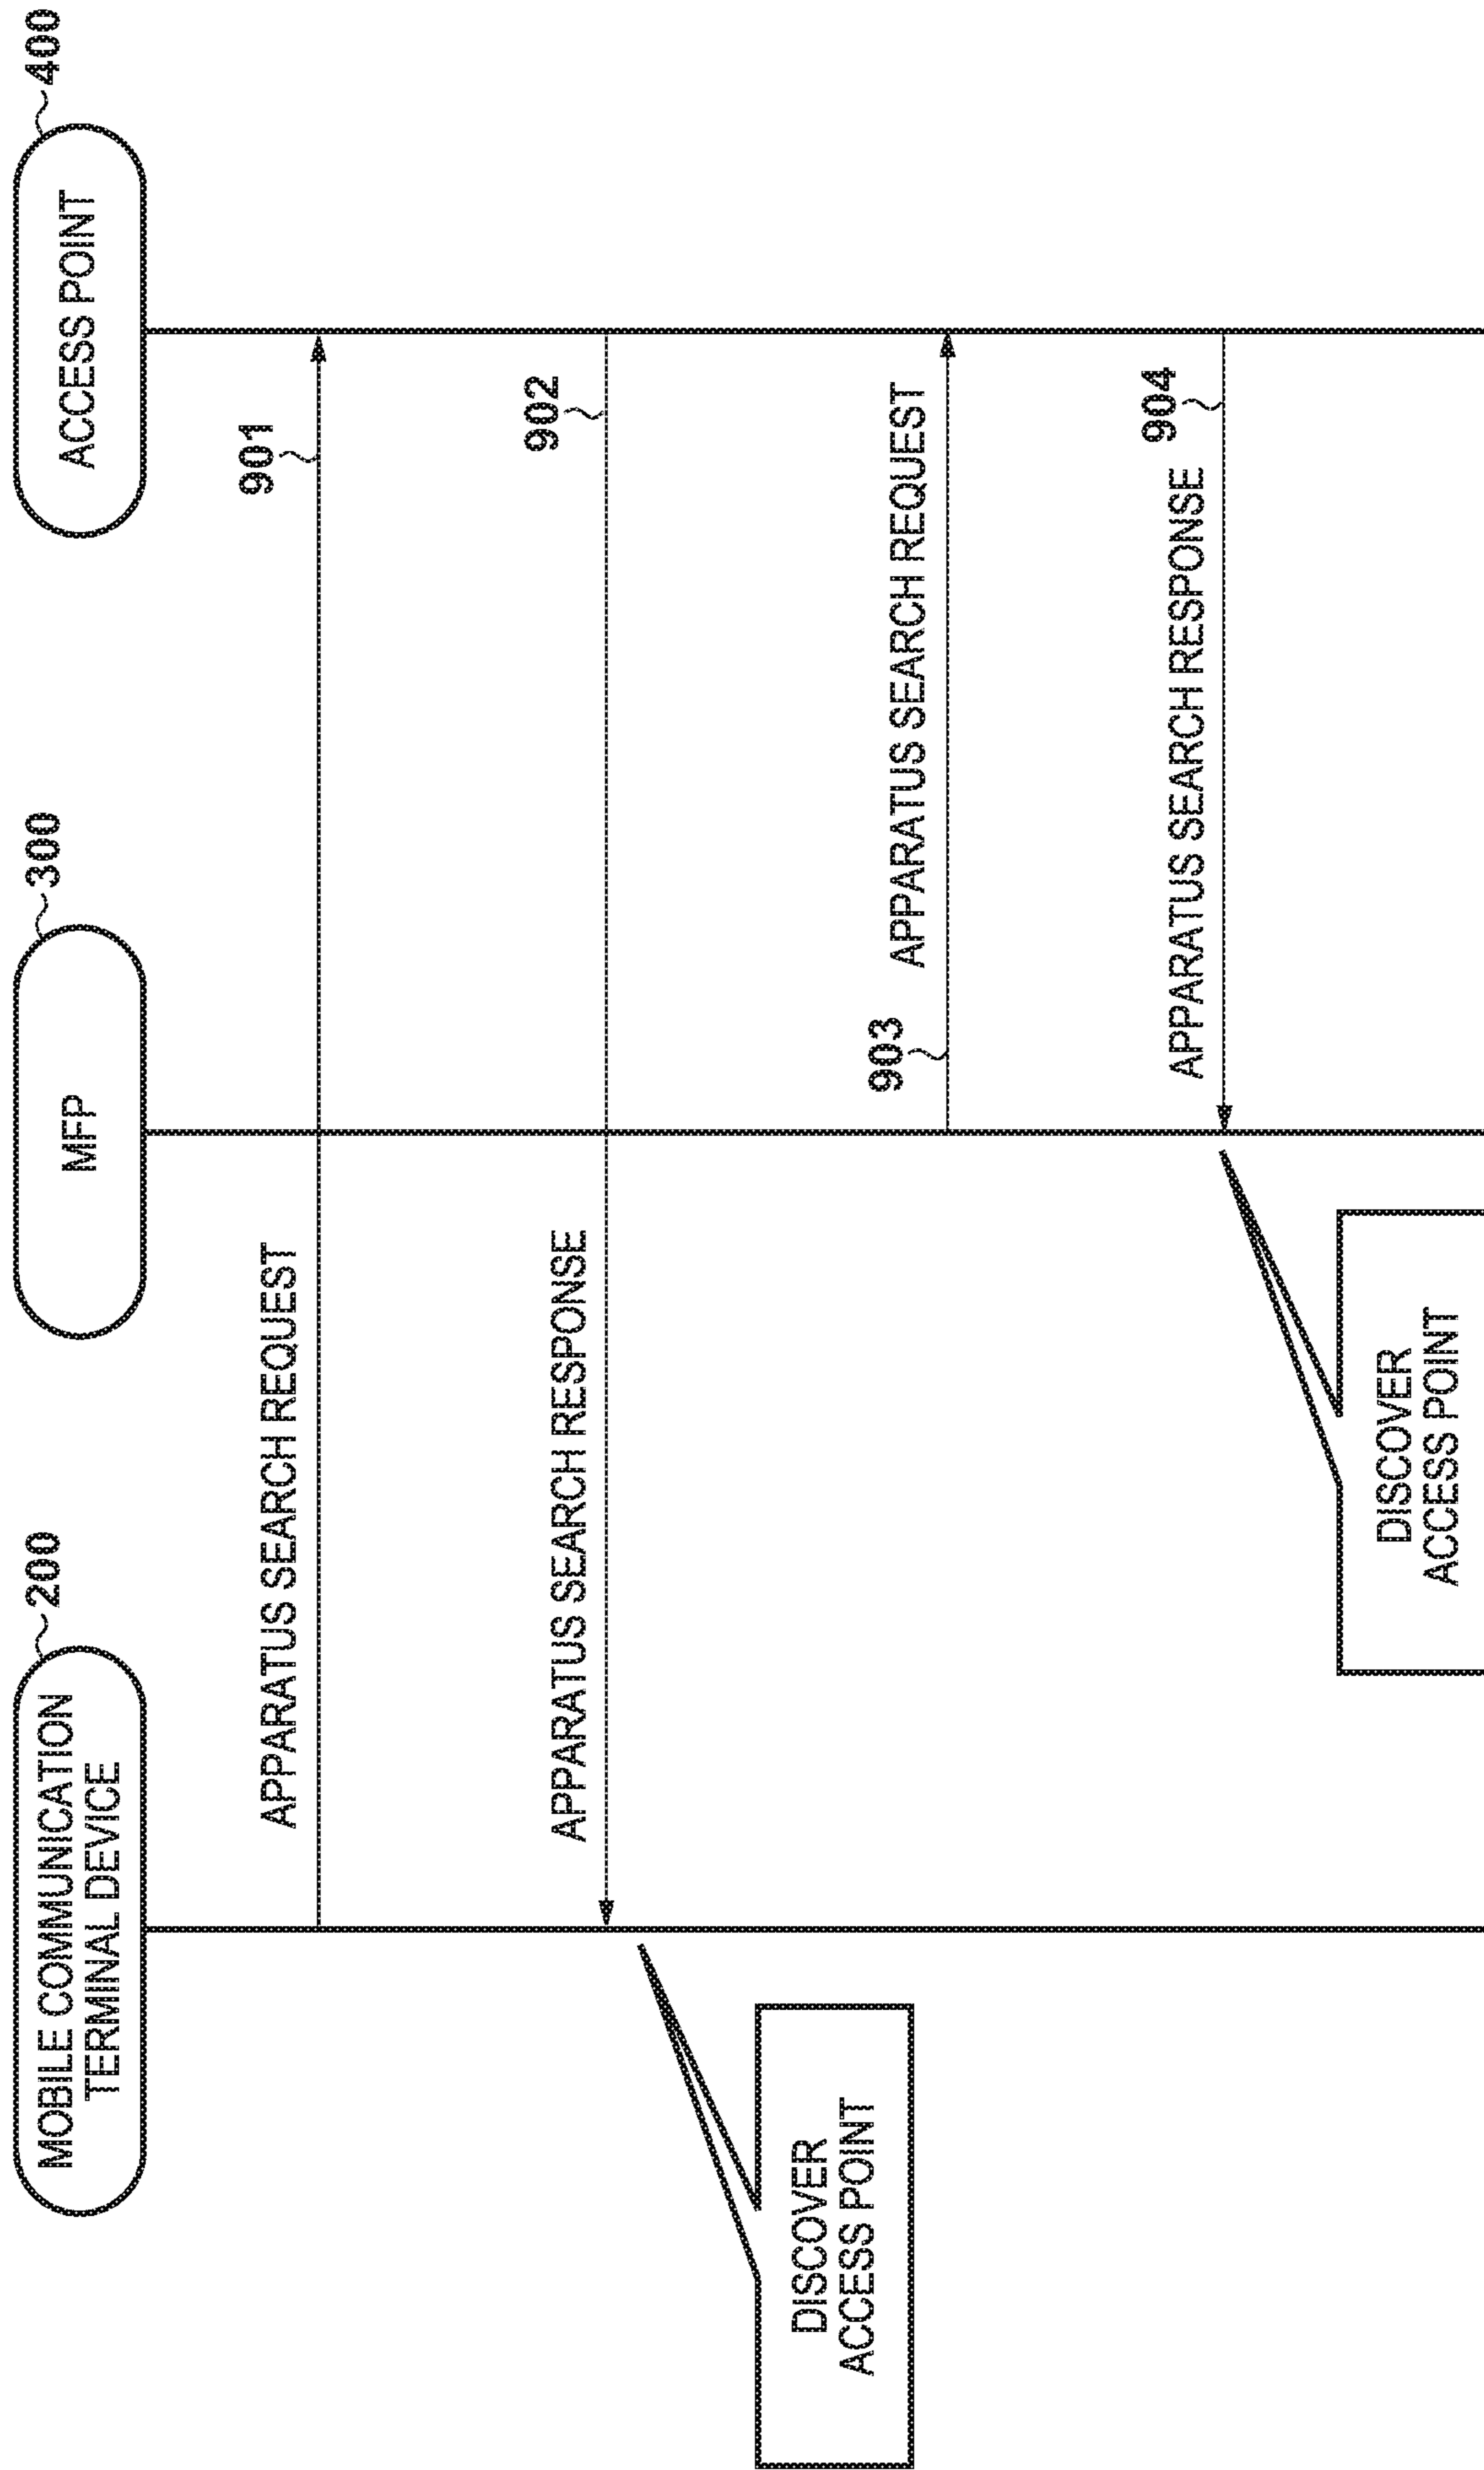 MOBILE COMMUNICATION
TERMINAL DEVICE
200
MFP
300
ACCESS POINT
400
APPARATUS SEARCH REQUEST
901
APPARATUS SEARCH RESPONSE
902
DISCOVER
ACCESS POINT
903
APPARATUS SEARCH REQUEST
APPARATUS SEARCH RESPONSE
904
DISCOVER
ACCESS POINT